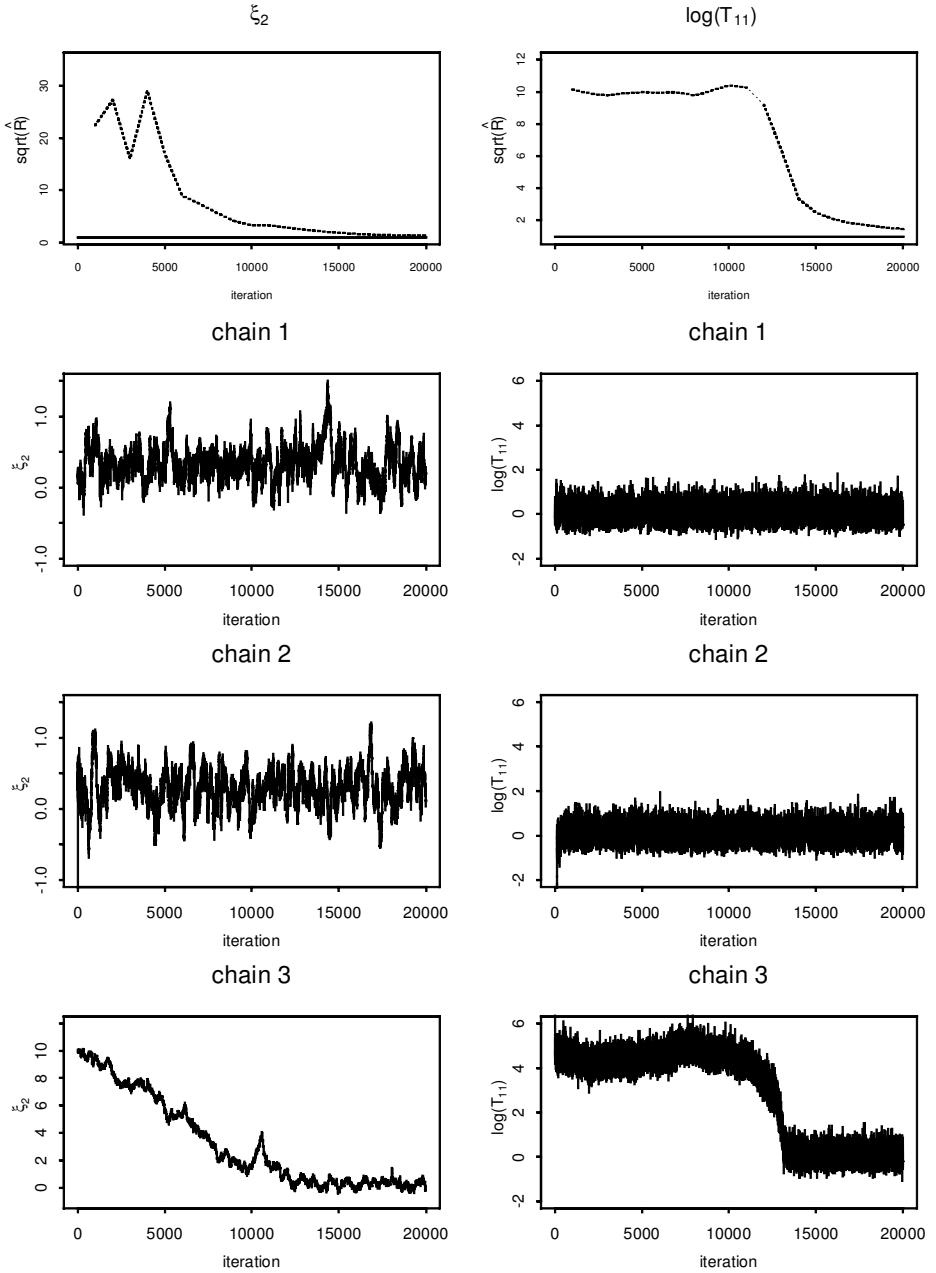 ξ₂ log(T₁₁)
sqrt(R̂)
0 10 20 30
0 5000 10000 15000 20000
iteration
sqrt(R̂)
2 4 6 8 10 12
0 5000 10000 15000 20000
iteration
chain 1
ξ₂
-1.0 0.0 1.0
0 5000 10000 15000 20000
iteration
chain 1
log(T₁₁)
-2 0 2 4 6
0 5000 10000 15000 20000
iteration
chain 2
ξ₂
-1.0 0.0 1.0
0 5000 10000 15000 20000
iteration
chain 2
log(T₁₁)
-2 0 2 4 6
0 5000 10000 15000 20000
iteration
chain 3
ξ₂
0 2 4 6 8 10
0 5000 10000 15000 20000
iteration
chain 3
log(T₁₁)
-2 0 2 4 6
0 5000 10000 15000 20000
iteration